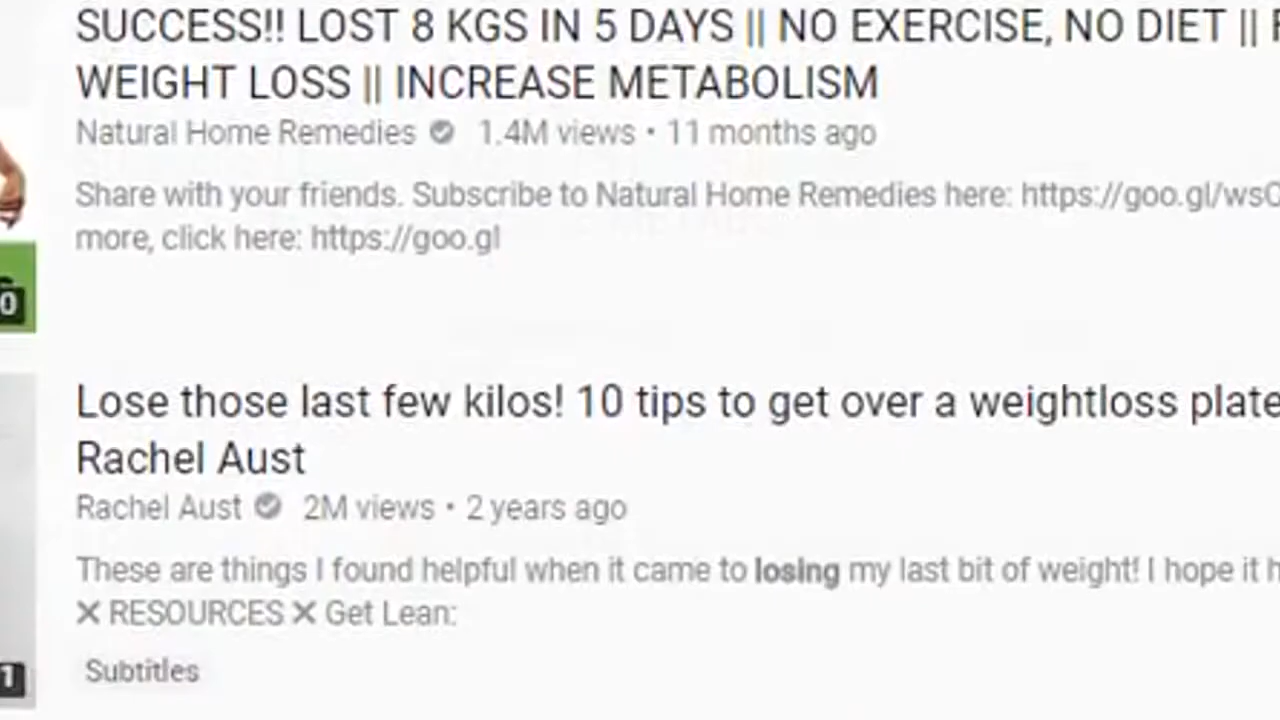 SUCCESS!! LOST 8 KGS IN 5 DAYS || NO EXERCISE, NO DIET ||
WEIGHT LOSS || INCREASE METABOLISM
Natural Home Remedies 1.4M views • 11 months ago
Share with your friends. Subscribe to Natural Home Remedies here: https://goo.gl/ws
more, click here: https://goo.gl
0
Lose those last few kilos! 10 tips to get over a weightloss plate
Rachel Aust
Rachel Aust 2M views • 2 years ago
These are things I found helpful when it came to losing my last bit of weight! I hope it h
✕ RESOURCES ✕ Get Lean:
1
Subtitles